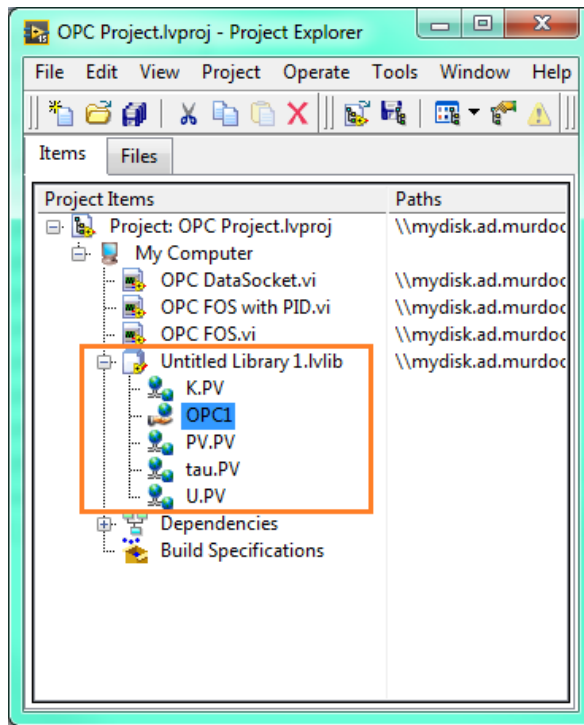 OPC Project.lvproj - Project Explorer
File Edit View Project Operate Tools Window Help
Items Files
Project Items Paths
Project: OPC Project.lvproj \\mydisk.ad.murdoc
My Computer
OPC DataSocket.vi \\mydisk.ad.murdoc
OPC FOS with PID.vi \\mydisk.ad.murdoc
OPC FOS.vi \\mydisk.ad.murdoc
Untitled Library 1.lvlib \\mydisk.ad.murdoc
K.PV
OPC1
PV.PV
tau.PV
U.PV
Dependencies
Build Specifications